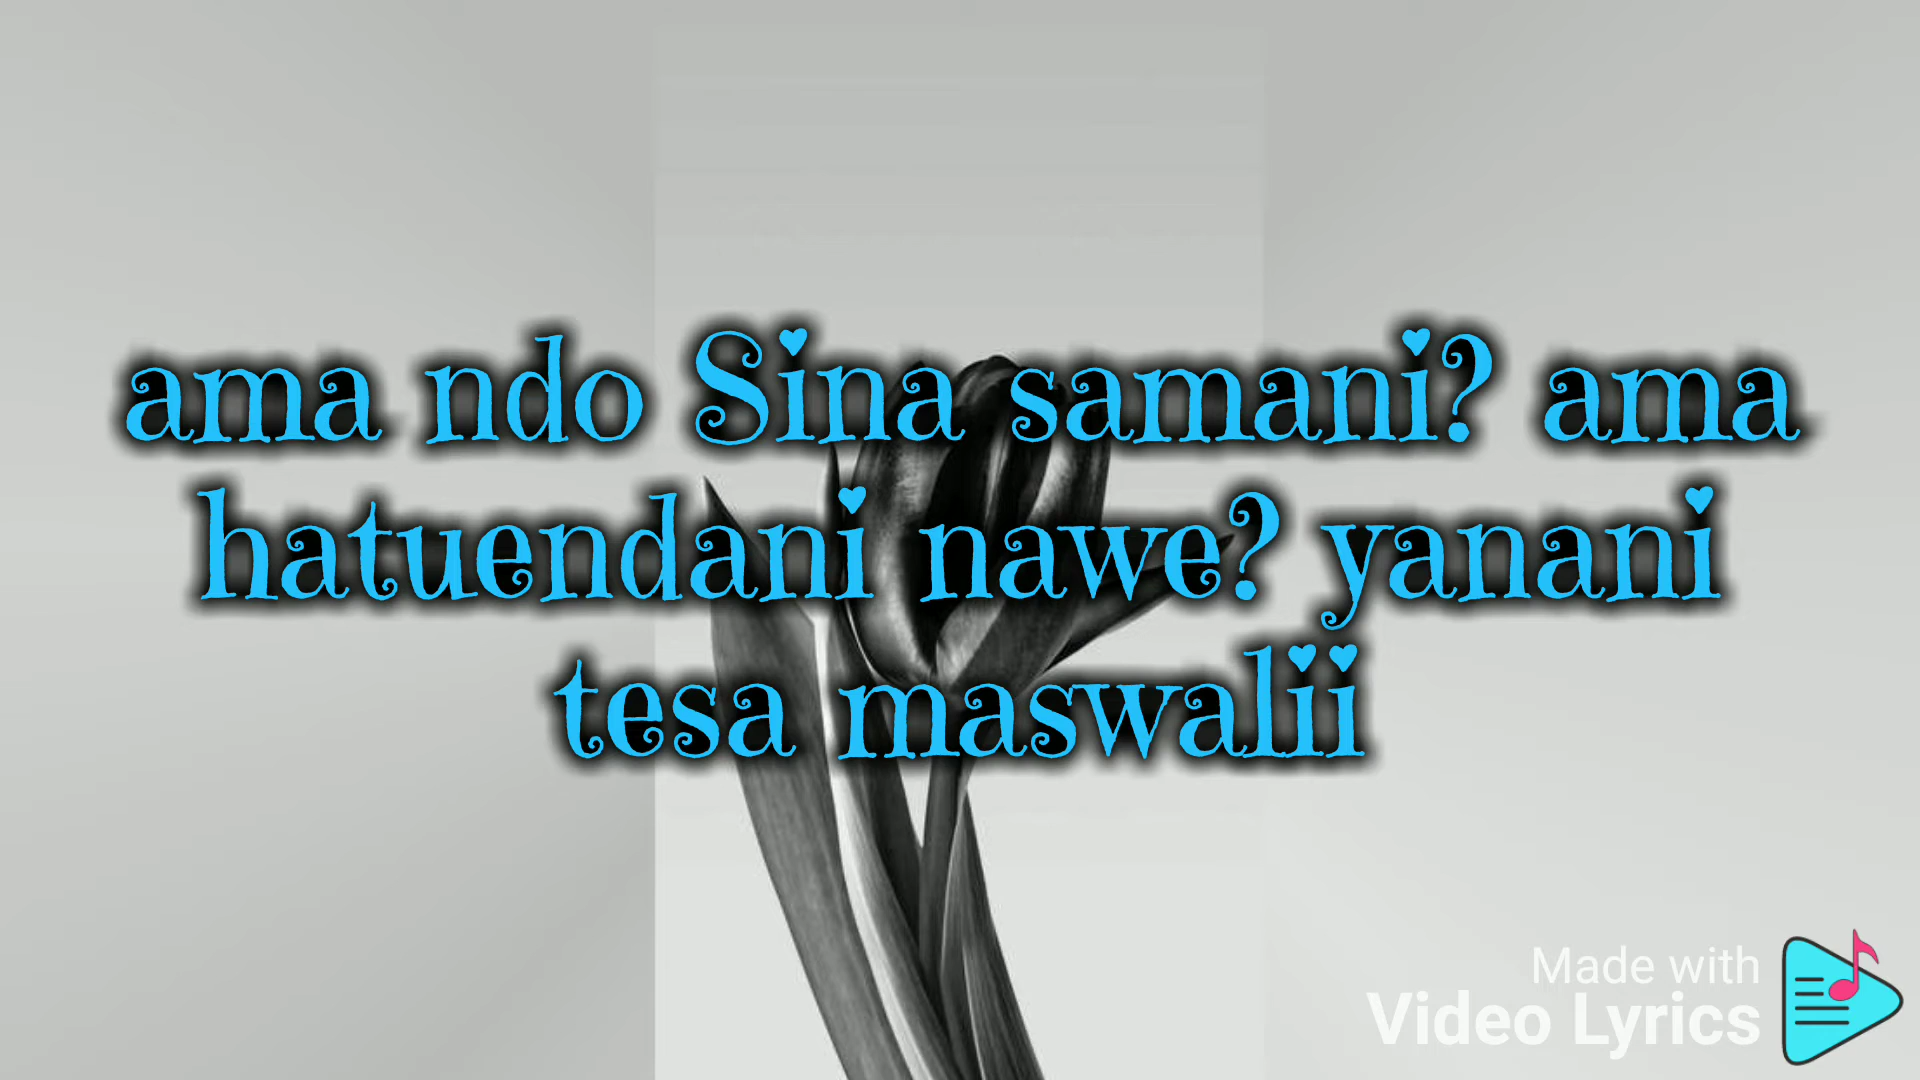 ama ndo Sina samani? ama
hatuendani nawe? yanani
tesa maswalii
Made with
Video Lyrics